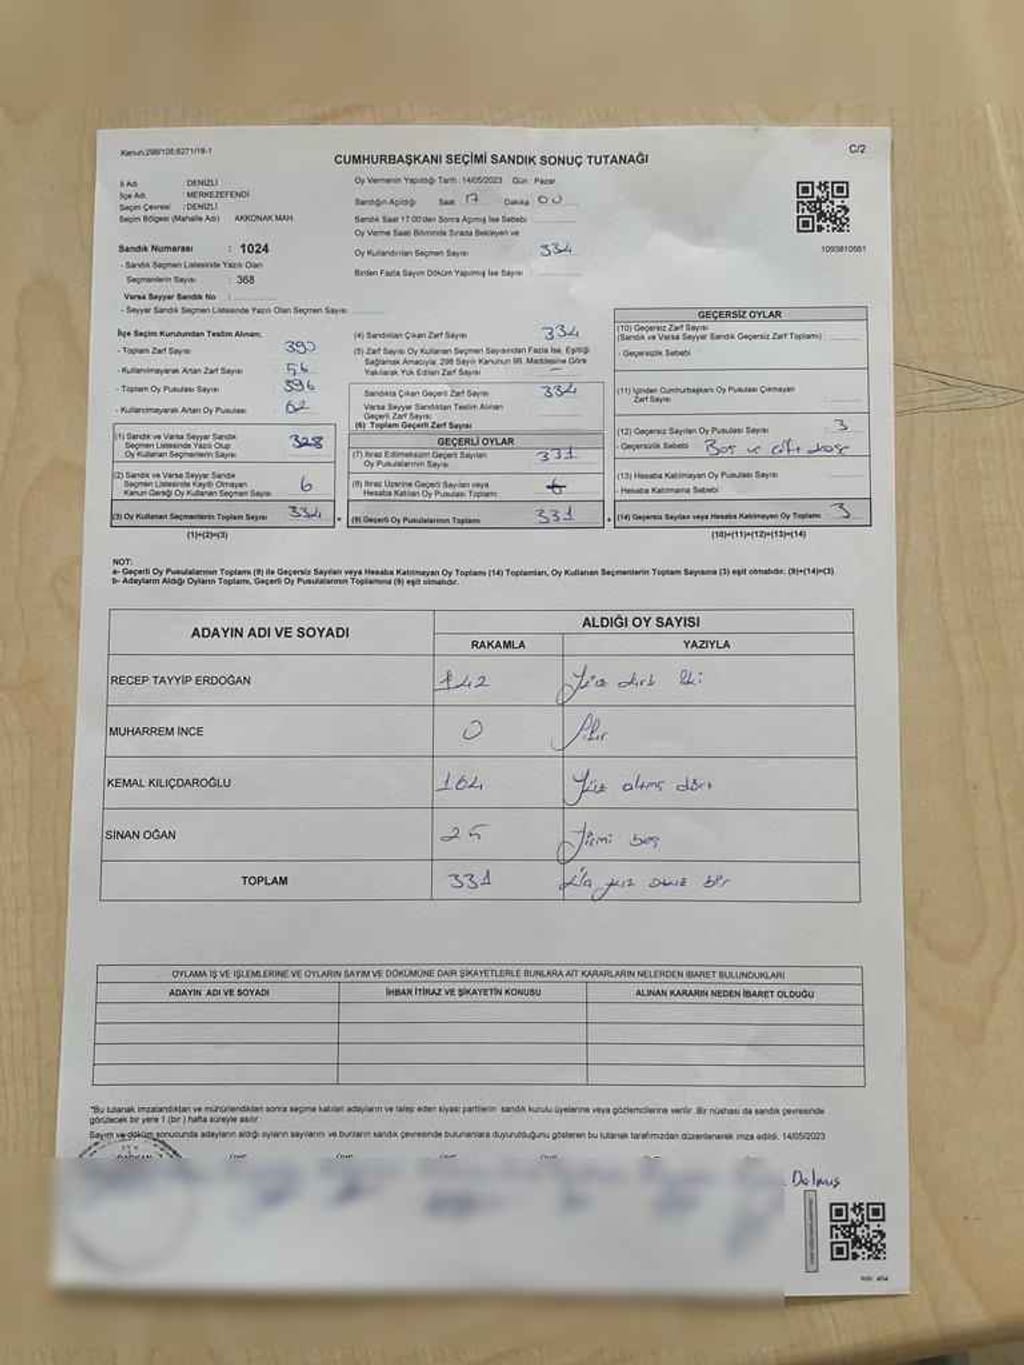 Kanun:298/105;6271/19-1
C/2
CUMHURBAŞKANI SEÇİMİ SANDIK SONUÇ TUTANAĞI
İl Adı : DENİZLİ
İlçe Adı : MERKEZEFENDİ
Seçim Çevresi : DENİZLİ
Seçim Bölgesi (Mahalle Adı) AKKONAK MAH.
Sandık Numarası : 1024
- Sandık Seçmen Listesinde Yazılı Olan
Seçmenlerin Sayısı : 368
Varsa Seyyar Sandık No :
- Seyyar Sandık Seçmen Listesinde Yazılı Olan Seçmen Sayısı:
Oy Vermenin Yapıldığı Tarih :14/05/2023 Gün: Pazar
Sandığın Açıldığı Saat 17 Dakika 00
Sandık Saat 17:00'den Sonra Açılmış İse Sebebi
Oy Verme Saati Bitiminde Sırada Bekleyen ve
Oy Kullandırılan Seçmen Sayısı 334
Birden Fazla Sayım Döküm Yapılmış İse Sayısı
1093810561
İlçe Seçim Kurulundan Teslim Alınan;
- Toplam Zarf Sayısı 390
- Kullanılmayarak Artan Zarf Sayısı 56
- Toplam Oy Pusulası Sayısı 396
- Kullanılmayarak Artan Oy Pusulası 62
(1) Sandık ve Varsa Seyyar Sandık
Seçmen Listesinde Yazılı Olup
Oy Kullanan Seçmenlerin Sayısı 328
(2) Sandık ve Varsa Seyyar Sandık
Seçmen Listesinde Kayıtlı Olmayan
Kanun Gereği Oy Kullanan Seçmen Sayısı 6
(3) Oy Kullanan Seçmenlerin Toplam Sayısı 334
(1)+(2)=(3)
(4) Sandıktan Çıkan Zarf Sayısı 334
(5) Zarf Sayısı Oy Kullanan Seçmen Sayısından Fazla İse, Eşitliği
Sağlamak Amacıyla, 298 Sayılı Kanunun 98. Maddesine Göre
Yakılarak Yok Edilen Zarf Sayısı
Sandıkta Çıkan Geçerli Zarf Sayısı 334
Varsa Seyyar Sandıktan Teslim Alınan
Geçerli Zarf Sayısı
(6) Toplam Geçerli Zarf Sayısı
GEÇERLİ OYLAR
(7) İtiraz Edilmeksizin Geçerli Sayılan
Oy Pusulalarının Sayısı 331
(8) İtiraz Üzerine Geçerli Sayılan veya
Hesaba Katılan Oy Pusulası Toplamı
(9) Geçerli Oy Pusulalarının Toplamı 331
GEÇERSİZ OYLAR
(10) Geçersiz Zarf Sayısı
(Sandık ve Varsa Seyyar Sandık Geçersiz Zarf Toplamı)
- Geçersizlik Sebebi
(11) İçinden Cumhurbaşkanı Oy Pusulası Çıkmayan
Zarf Sayısı
(12) Geçersiz Sayılan Oy Pusulası Sayısı 3
- Geçersizlik Sebebi Boş ve çift
(13) Hesaba Katılmayan Oy Pusulası Sayısı
- Hesaba Katılmama Sebebi
(14) Geçersiz Sayılan veya Hesaba Katılmayan Oy Toplamı 3
(10)+(11)+(12)+(13)=(14)
NOT:
a- Geçerli Oy Pusulalarının Toplamı (9) ile Geçersiz Sayılan veya Hesaba Katılmayan Oy Toplamı (14) Toplamları, Oy Kullanan Seçmenlerin Toplam Sayısına (3) eşit olmalıdır. (9)+(14)=(3)
b- Adayların Aldığı Oyların Toplamı, Geçerli Oy Pusulalarının Toplamına (9) eşit olmalıdır.
ADAYIN ADI VE SOYADI
ALDIĞI OY SAYISI
RAKAMLA YAZIYLA
RECEP TAYYİP ERDOĞAN 142 Yüz kırk iki
MUHARREM İNCE 0 Sıfır
KEMAL KILIÇDAROĞLU 164 Yüz altmış dört
SİNAN OĞAN 25 Yirmi beş
TOPLAM 331 yüz otuz bir
OYLAMA İŞ VE İŞLEMLERİNE VE OYLARIN SAYIM VE DÖKÜMÜNE DAİR ŞİKAYETLERLE BUNLARA AİT KARARLARIN NELERDEN İBARET BULUNDUKLARI
ADAYIN ADI VE SOYADI İHBAR İTİRAZ VE ŞİKAYETİN KONUSU ALINAN KARARIN NEDEN İBARET OLDUĞU
"Bu tutanak imzalandıktan ve mühürlendikten sonra seçime katılan adayların ve talep eden siyasi partilerin sandık kurulu üyelerine veya gözlemcilerine verilir. Bir nüshası da sandık çevresinde
görülecek bir yere 1 (bir) hafta süreyle asılır
Sayım ve döküm sonucunda adayların aldığı oyların sayılarını ve bunların sandık çevresinde bulunanlara duyurulduğunu gösteren bu tutanak tarafımızdan düzenlenerek imza edildi. 14/05/2023